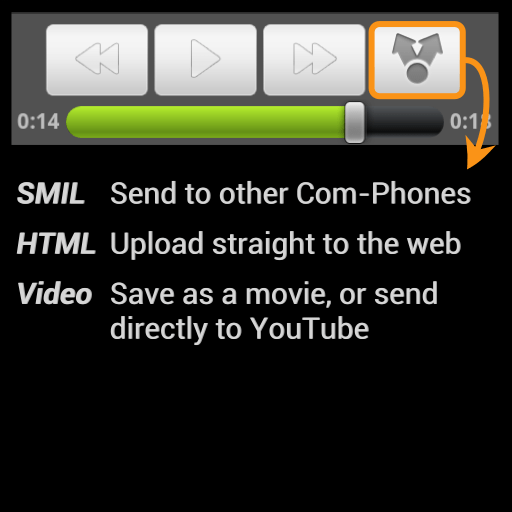 0:14 0:18
SMIL Send to other Com-Phones
HTML Upload straight to the web
Video Save as a movie, or send
directly to YouTube